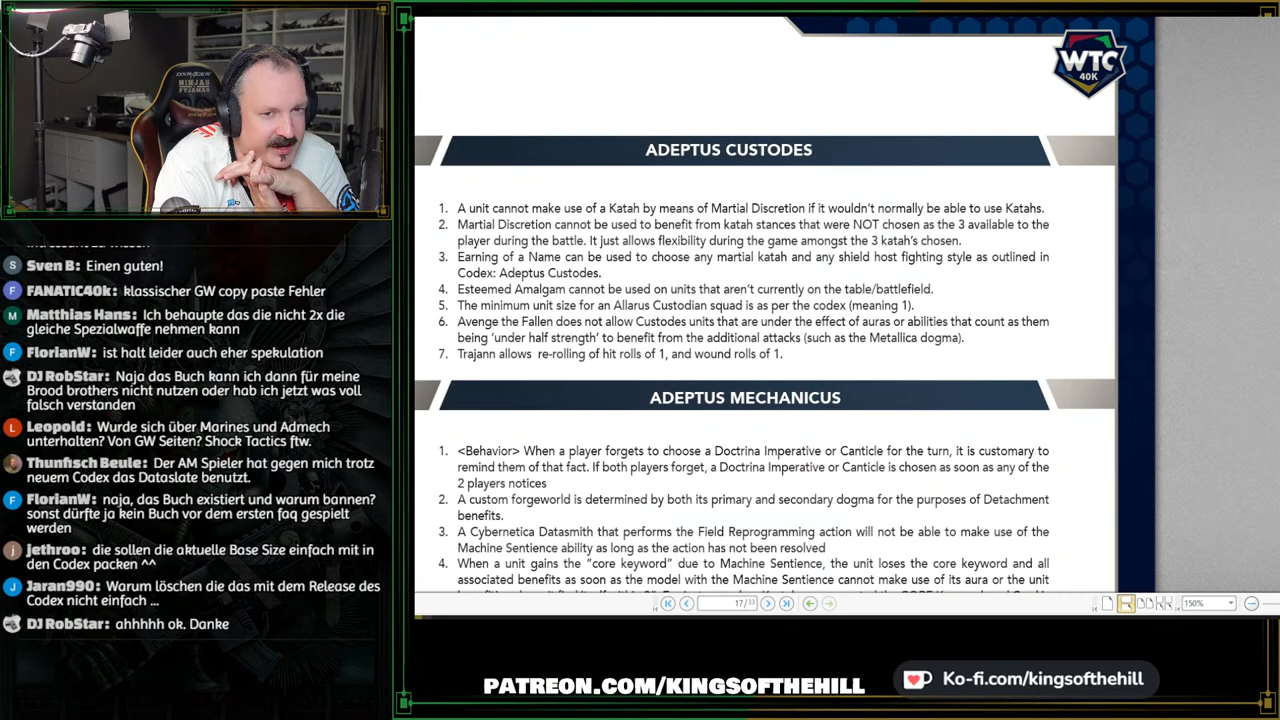 Sven B: Einen guten!
FANATIC40k: klassischer GW copy paste Fehler
Matthias Hans: Ich behaupte das die nicht 2x die
gleiche Spezialwaffe nehmen kann
FlorianW: ist halt leider auch eher spekulation
DJ RobStar: Naja das Buch kann ich dann für meine
Brood brothers nicht nutzen oder hab ich jetzt was voll
falsch verstanden
Leopold: Wurde sich über Marines und Admech
unterhalten? Von GW Seiten? Shock Tactics ftw.
Thunfisch Beule: Der AM Spieler hat gegen mich trotz
neuem Codex das Dataslate benutzt.
FlorianW: naja, das Buch existiert und warum bannen?
sonst dürfte ja kein Buch vor dem ersten faq gespielt
werden
jethroo: die sollen die aktuelle Base Size einfach mit in
den Codex packen ^^
Jaran990: Warum löschen die das mit dem Release des
Codex nicht einfach ...
DJ RobStar: ahhhhh ok. Danke
WTC
40K
ADEPTUS CUSTODES
1. A unit cannot make use of a Katah by means of Martial Discretion if it wouldn't normally be able to use Katahs.
2. Martial Discretion cannot be used to benefit from katah stances that were NOT chosen as the 3 available to the
player during the battle. It just allows flexibility during the game amongst the 3 katah's chosen.
3. Earning of a Name can be used to choose any martial katah and any shield host fighting style as outlined in
Codex: Adeptus Custodes.
4. Esteemed Amalgam cannot be used on units that aren't currently on the table/battlefield.
5. The minimum unit size for an Allarus Custodian squad is as per the codex (meaning 1).
6. Avenge the Fallen does not allow Custodes units that are under the effect of auras or abilities that count as them
being 'under half strength' to benefit from the additional attacks (such as the Metallica dogma).
7. Trajann allows re-rolling of hit rolls of 1, and wound rolls of 1.
ADEPTUS MECHANICUS
1. <Behavior> When a player forgets to choose a Doctrina Imperative or Canticle for the turn, it is customary to
remind them of that fact. If both players forget, a Doctrina Imperative or Canticle is chosen as soon as any of the
2 players notices
2. A custom forgeworld is determined by both its primary and secondary dogma for the purposes of Detachment
benefits.
3. A Cybernetica Datasmith that performs the Field Reprogramming action will not be able to make use of the
Machine Sentience ability as long as the action has not been resolved
4. When a unit gains the "core keyword" due to Machine Sentience, the unit loses the core keyword and all
associated benefits as soon as the model with the Machine Sentience cannot make use of its aura or the unit
17/33
150%
PATREON.COM/KINGSOFTHEHILL
Ko-fi.com/kingsofthehill